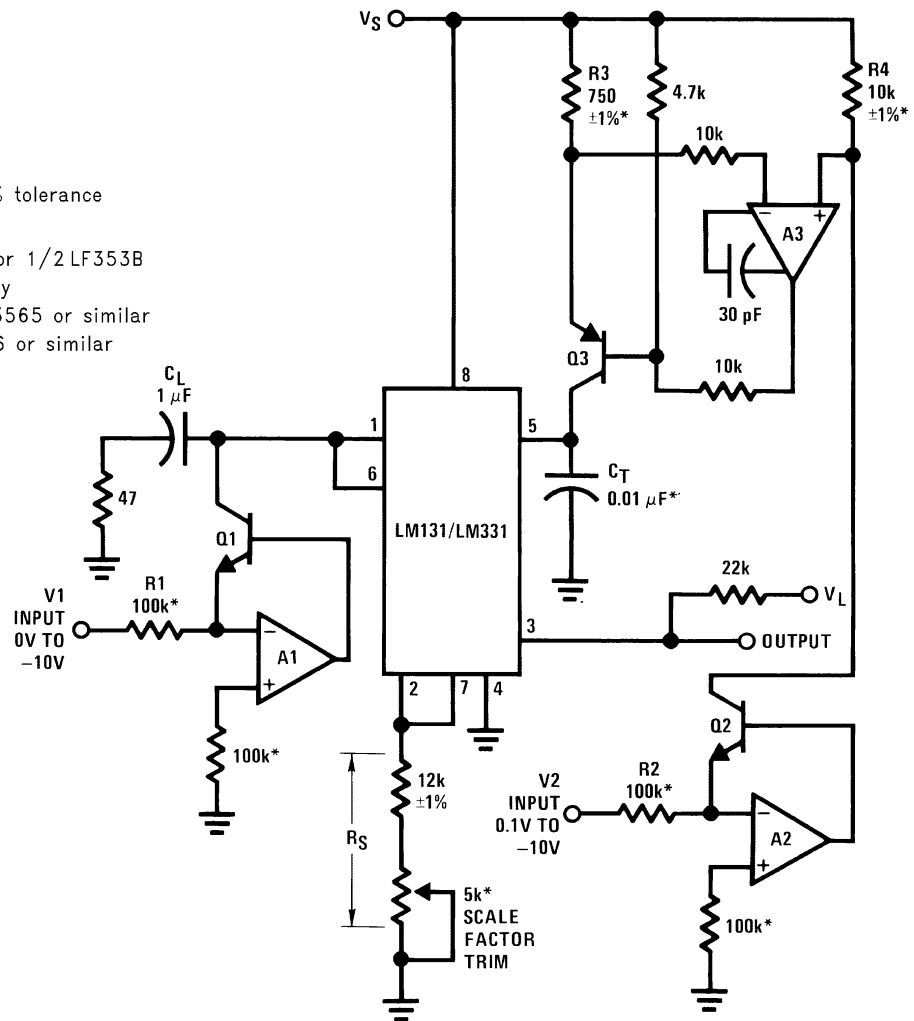 VS
R3
750
±1%*
4.7k
R4
10k
±1%*
10k
− +
A3
30 pF
10k
Q3
% tolerance
or 1/2 LF353B
y
5565 or similar
6 or similar
CL
1 µF
47
8
1
6
5
LM131/LM331
3
2
7
4
CT
0.01 µF*
22k
VL
OUTPUT
Q1
R1
100k*
V1
INPUT
0V TO
−10V
−
A1
+
100k*
12k
±1%
RS
5k*
SCALE
FACTOR
TRIM
Q2
R2
100k*
V2
INPUT
0.1V TO
−10V
−
A2
+
100k*